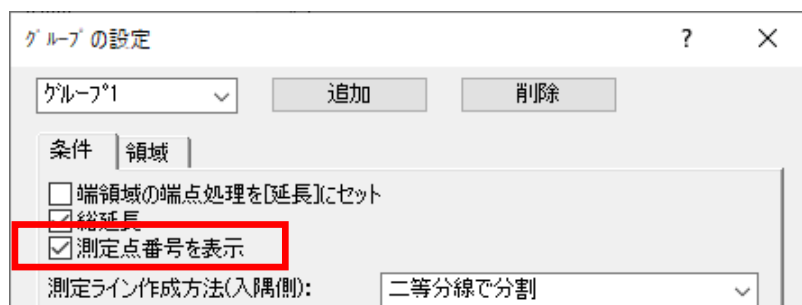 グループの設定 ?
グループ1 追加 削除
条件 領域
端領域の端点処理を[延長]にセット
総延長
測定点番号を表示
測定ライン作成方法(入隅側): 二等分線で分割